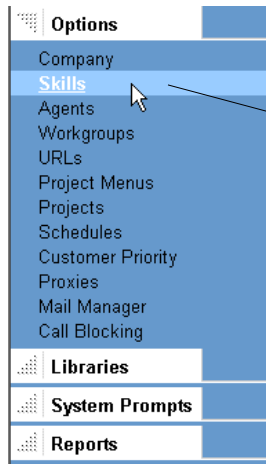 Options
Company
Skills
Agents
Workgroups
URLs
Project Menus
Projects
Schedules
Customer Priority
Proxies
Mail Manager
Call Blocking
Libraries
System Prompts
Reports